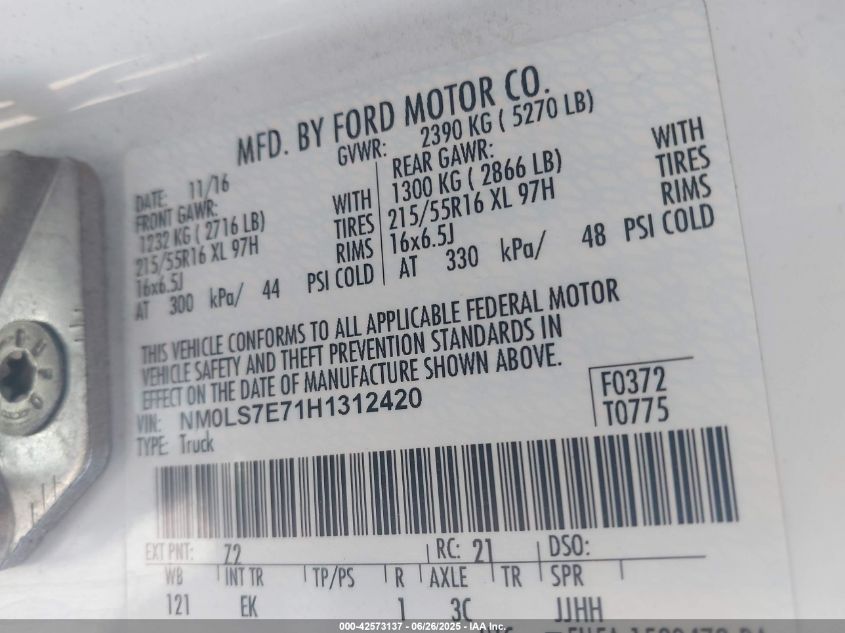 MFD. BY FORD MOTOR CO.
DATE: 11/16 GVWR: 2390 KG ( 5270 LB)
FRONT GAWR: REAR GAWR:
1232 KG ( 2716 LB) WITH 1300 KG ( 2866 LB) WITH
215/55R16 XL 97H TIRES 215/55R16 XL 97H TIRES
16x6.5J RIMS 16x6.5J RIMS
AT 300 kPa/ 44 PSI COLD AT 330 kPa/ 48 PSI COLD
THIS VEHICLE CONFORMS TO ALL APPLICABLE FEDERAL MOTOR
VEHICLE SAFETY AND THEFT PREVENTION STANDARDS IN
EFFECT ON THE DATE OF MANUFACTURE SHOWN ABOVE.
VIN: NM0LS7E71H1312420 F0372
TYPE: Truck T0775
EXT PNT: 7Z RC: 21 DSO:
WB INT TR TP/PS R AXLE TR SPR
121 EK 1 3C JJHH
000-42573137 - 06/26/2025 - IAAI.COM